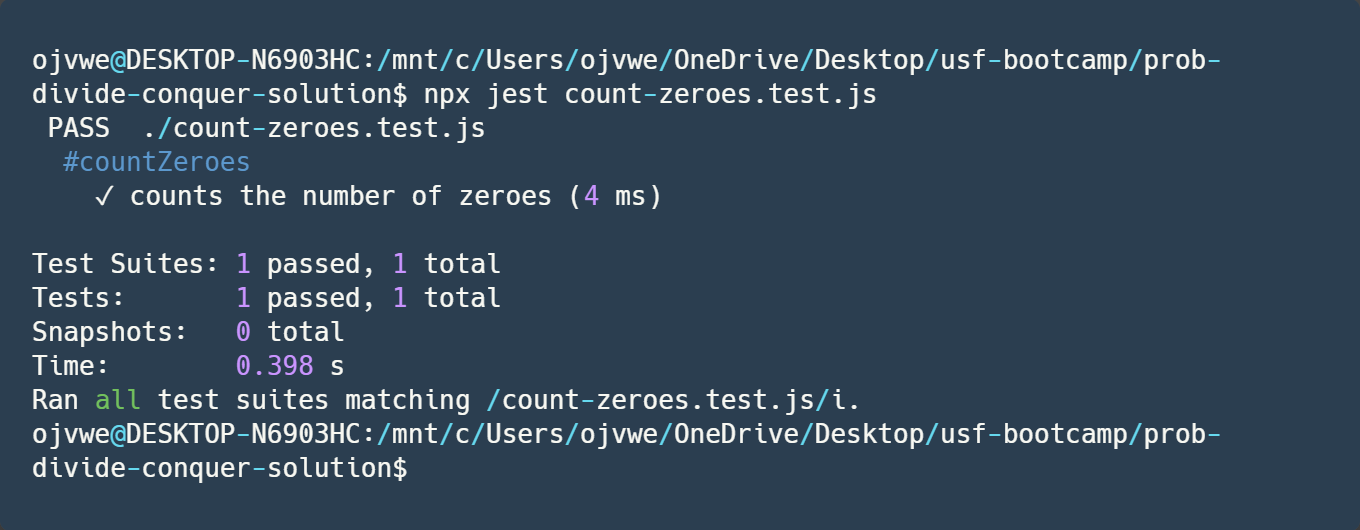 ojvwe@DESKTOP-N6903HC:/mnt/c/Users/ojvwe/OneDrive/Desktop/usf-bootcamp/prob-
divide-conquer-solution$ npx jest count-zeroes.test.js
PASS  ./count-zeroes.test.js
#countZeroes
✓ counts the number of zeroes (4 ms)
Test Suites: 1 passed, 1 total
Tests:       1 passed, 1 total
Snapshots:   0 total
Time:        0.398 s
Ran all test suites matching /count-zeroes.test.js/i.
ojvwe@DESKTOP-N6903HC:/mnt/c/Users/ojvwe/OneDrive/Desktop/usf-bootcamp/prob-
divide-conquer-solution$